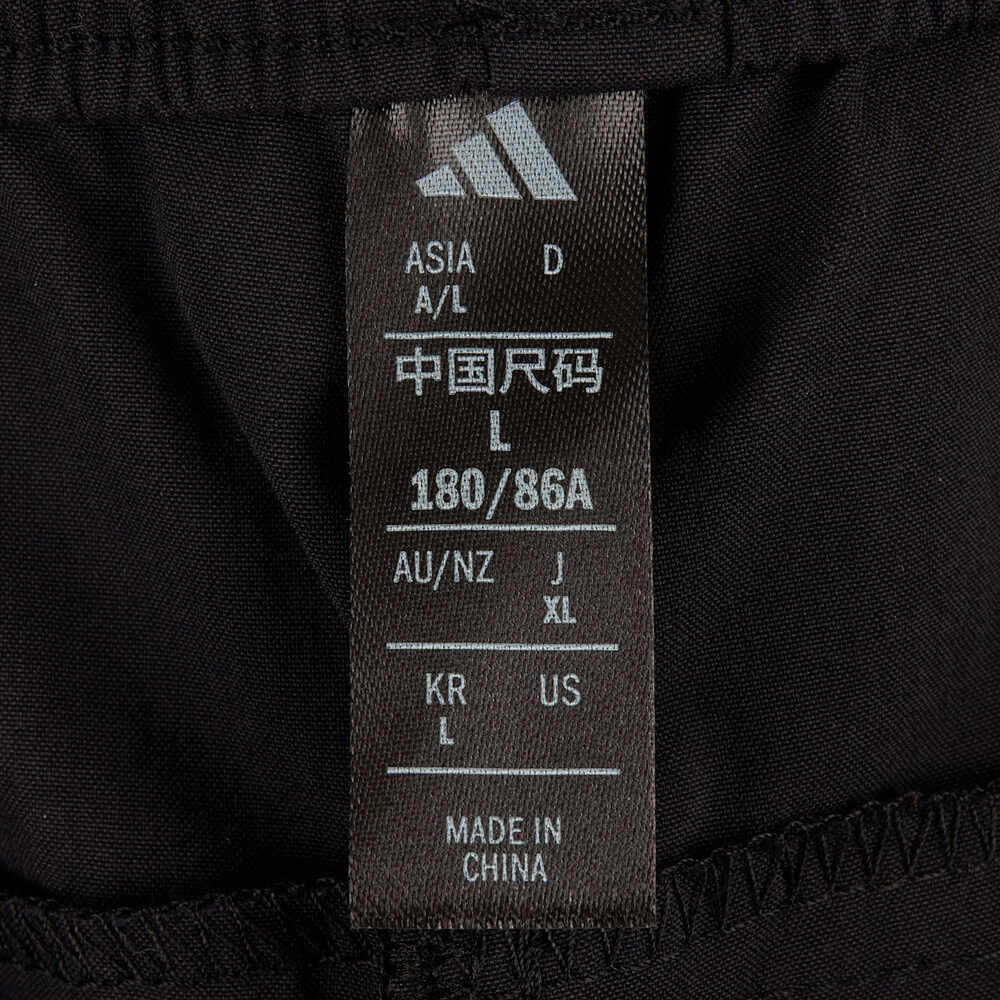 ASIA D
A/L
中国尺码
L
180/86A
AU/NZ J
XL
KR US
L
MADE IN
CHINA